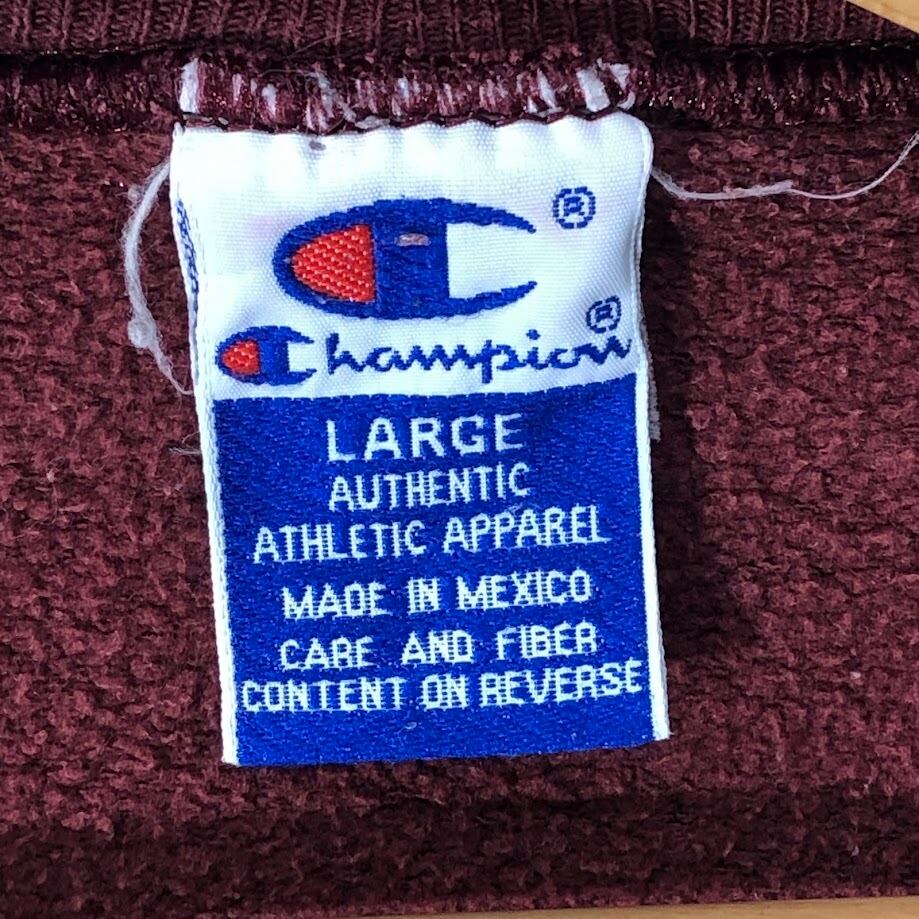 ®
Champion®
LARGE
AUTHENTIC
ATHLETIC APPAREL
MADE IN MEXICO
CARE AND FIBER
CONTENT ON REVERSE